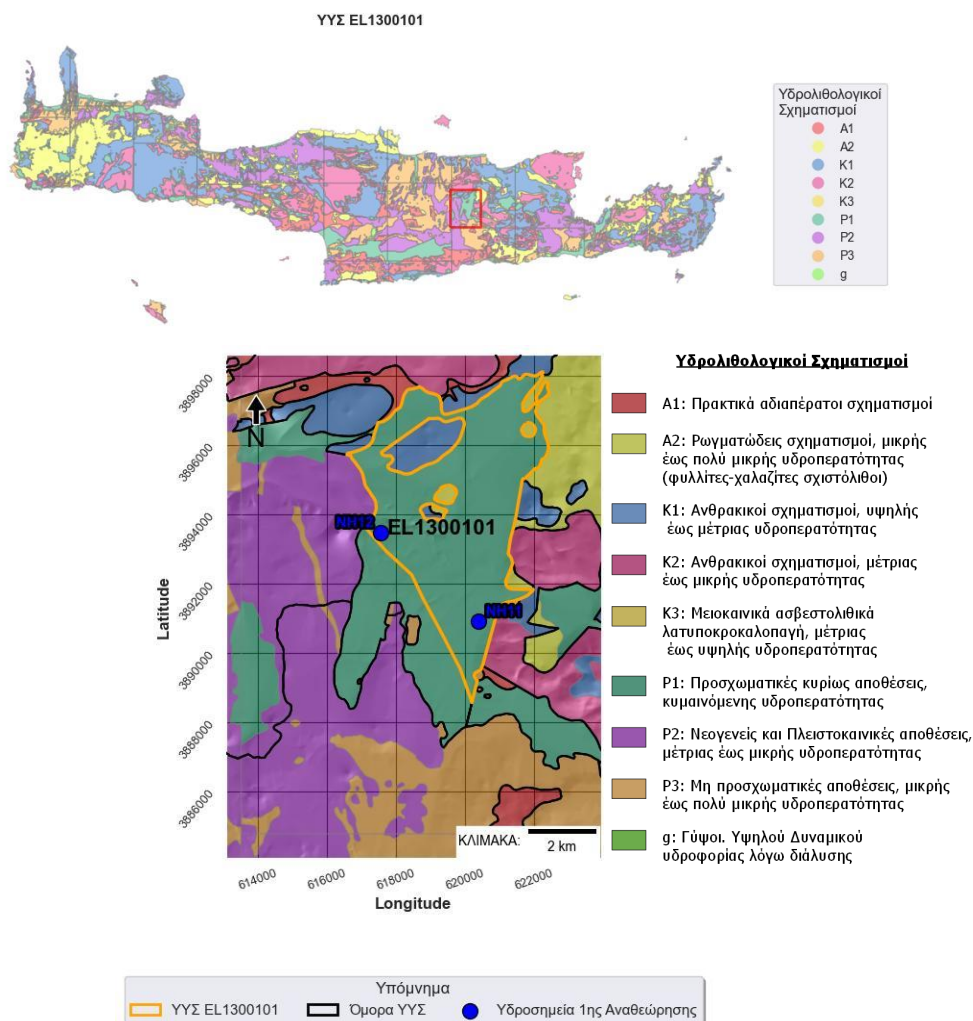 ΥΥΣ EL1300101
Υδρολιθολογικοί
Σχηματισμοί
A1
A2
K1
K2
K3
P1
P2
P3
g
Υδρολιθολογικοί Σχηματισμοί
A1: Πρακτικά αδιαπέρατοι σχηματισμοί
A2: Ρωγματώδεις σχηματισμοί, μικρής
έως πολύ μικρής υδροπερατότητας
(φυλλίτες-χαλαζίτες σχιστόλιθοι)
K1: Ανθρακικοί σχηματισμοί, υψηλής
έως μέτριας υδροπερατότητας
K2: Ανθρακικοί σχηματισμοί, μέτριας
έως μικρής υδροπερατότητας
K3: Μειοκαινικά ασβεστολιθικά
λατυποκροκαλοπαγή, μέτριας
έως υψηλής υδροπερατότητας
P1: Προσχωματικές κυρίως αποθέσεις,
κυμαινόμενης υδροπερατότητας
P2: Νεογενείς και Πλειστοκαινικές αποθέσεις,
μέτριας έως μικρής υδροπερατότητας
P3: Μη προσχωματικές αποθέσεις, μικρής
έως πολύ μικρής υδροπερατότητας
g: Γύψοι. Υψηλού Δυναμικού
υδροφορίας λόγω διάλυσης
3898000
3896000
3894000
3892000
3890000
3888000
3886000
Latitude
N
NH12
EL1300101
NH11
ΚΛΙΜΑΚΑ:
2 km
614000
616000
618000
620000
622000
Longitude
Υπόμνημα
ΥΥΣ EL1300101
Όμορα ΥΥΣ
Υδροσημεία 1ης Αναθεώρησης